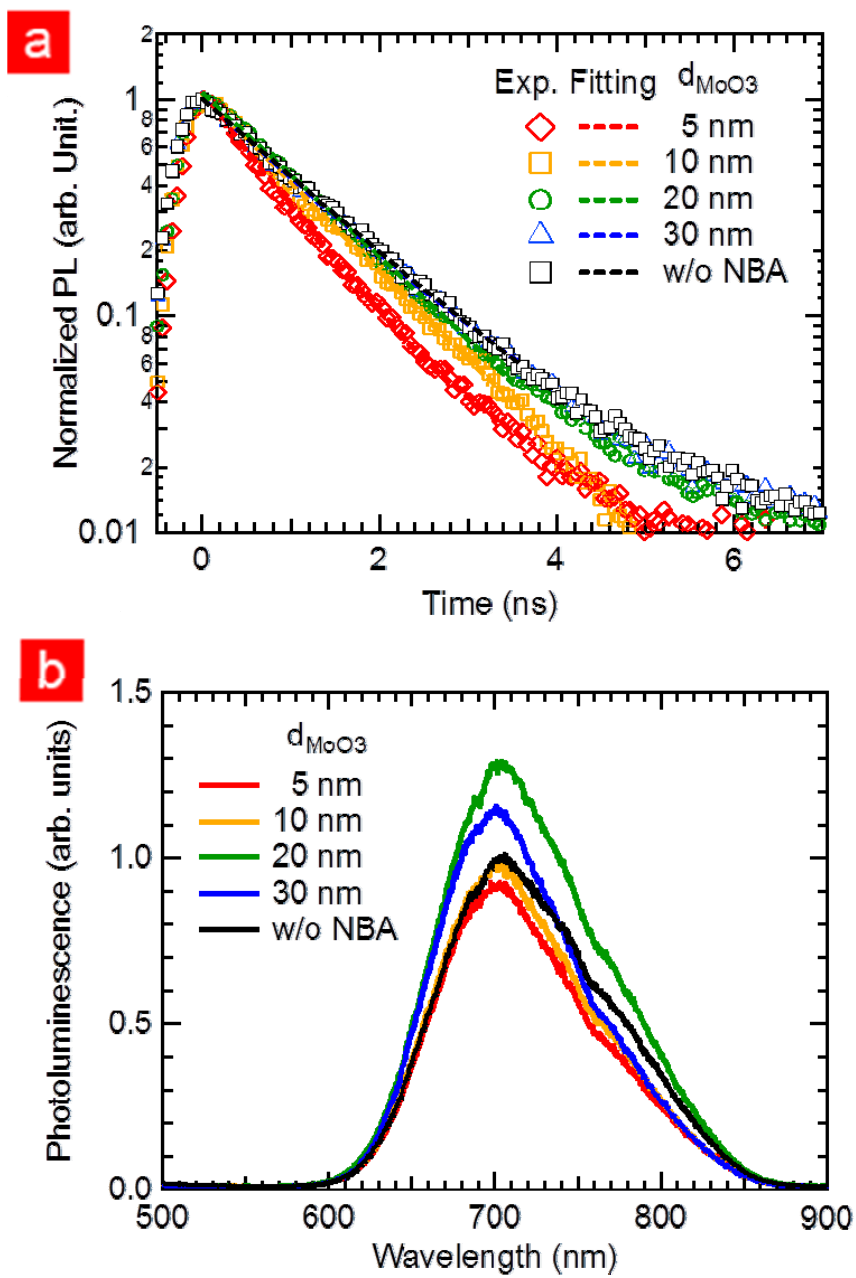 a
Normalized PL (arb. Unit.)
2
1
8
6
4
2
0.1
8
6
4
2
0.01
Exp. Fitting dMoO3
5 nm
10 nm
20 nm
30 nm
w/o NBA
0 2 4 6
Time (ns)
b
Photoluminescence (arb. units)
1.5
1.0
0.5
0.0
dMoO3
5 nm
10 nm
20 nm
30 nm
w/o NBA
500 600 700 800 900
Wavelength (nm)